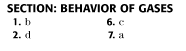 SECTION: BEHAVIOR OF GASES
1. b 6. c
2. d 7. a